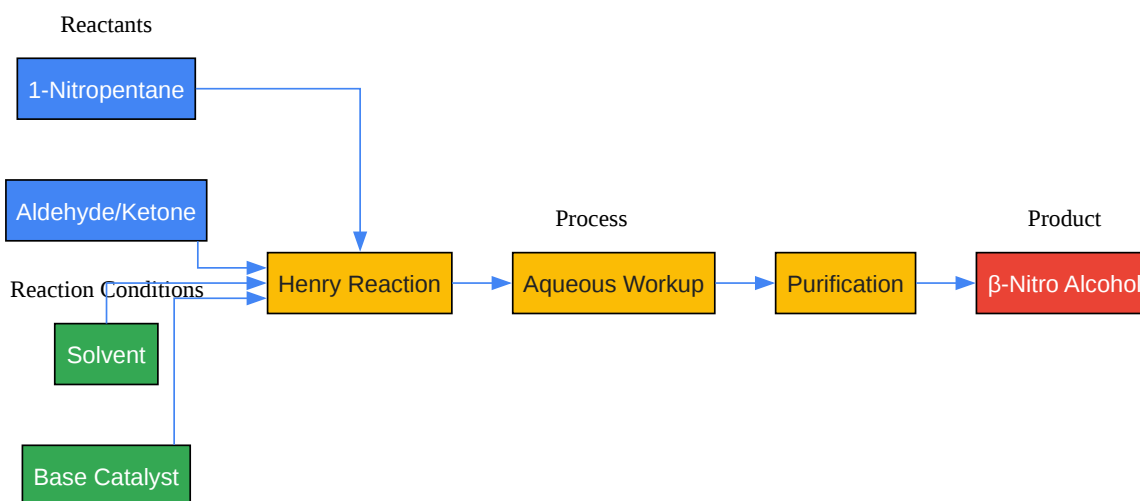 Reactants
1-Nitropentane
Aldehyde/Ketone
Process
Product
Henry Reaction
Aqueous Workup
Purification
β-Nitro Alcohol
Reaction Conditions
Solvent
Base Catalyst